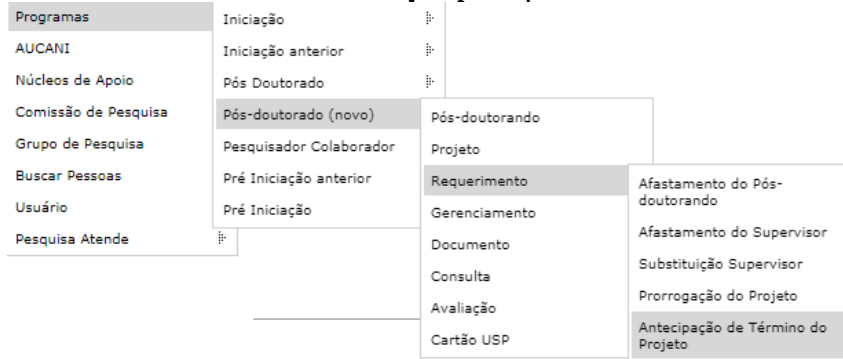 Programas
AUCANI
Núcleos de Apoio
Comissão de Pesquisa
Grupo de Pesquisa
Buscar Pessoas
Usuário
Pesquisa Atende
Iniciação
Iniciação anterior
Pós Doutorado
Pós-doutorado (novo)
Pesquisador Colaborador
Pré Iniciação anterior
Pré Iniciação
Pós-doutorando
Projeto
Requerimento
Gerenciamento
Documento
Consulta
Avaliação
Cartão USP
Afastamento do Pós-
doutorando
Afastamento do Supervisor
Substituição Supervisor
Prorrogação do Projeto
Antecipação de Término do
Projeto